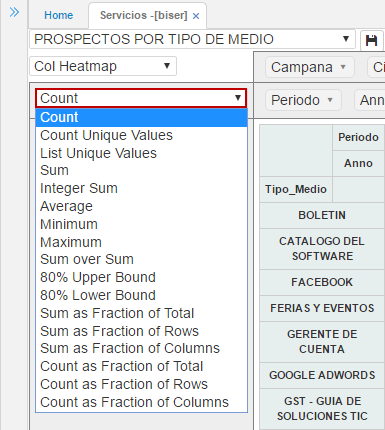 Home
Servicios -[biser]
PROSPECTOS POR TIPO DE MEDIO
Col Heatmap
Campana
Count
Periodo
Count
Count Unique Values
List Unique Values
Sum
Integer Sum
Average
Minimum
Maximum
Sum over Sum
80% Upper Bound
80% Lower Bound
Sum as Fraction of Total
Sum as Fraction of Rows
Sum as Fraction of Columns
Count as Fraction of Total
Count as Fraction of Rows
Count as Fraction of Columns
Periodo
Anno
Tipo_Medio
BOLETIN
CATALOGO DEL
SOFTWARE
FACEBOOK
FERIAS Y EVENTOS
GERENTE DE
CUENTA
GOOGLE ADWORDS
GST - GUIA DE
SOLUCIONES TIC